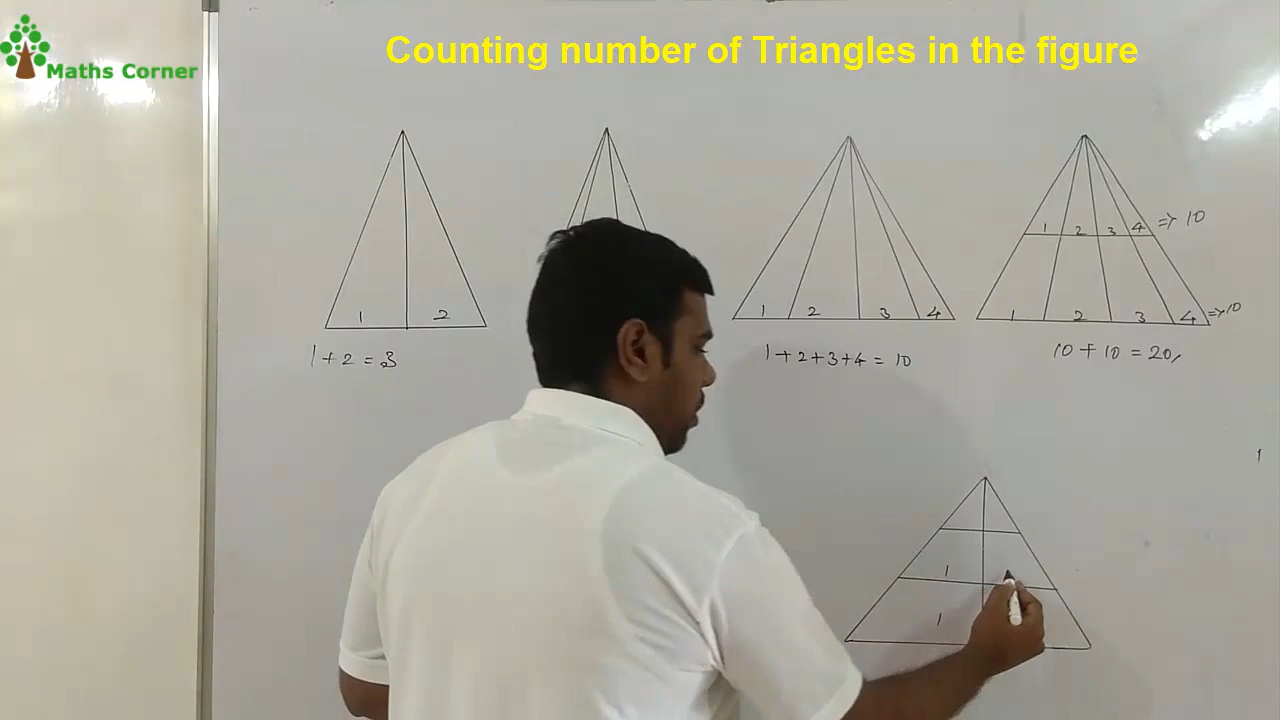 Maths Corner
Counting number of Triangles in the figure
1 2
1 + 2 = 3
1 2 3 4
1 + 2 + 3 + 4 = 10
1 2 3 4 => 10
1 2 3 4 => 10
10 + 10 = 20,
1
1
1